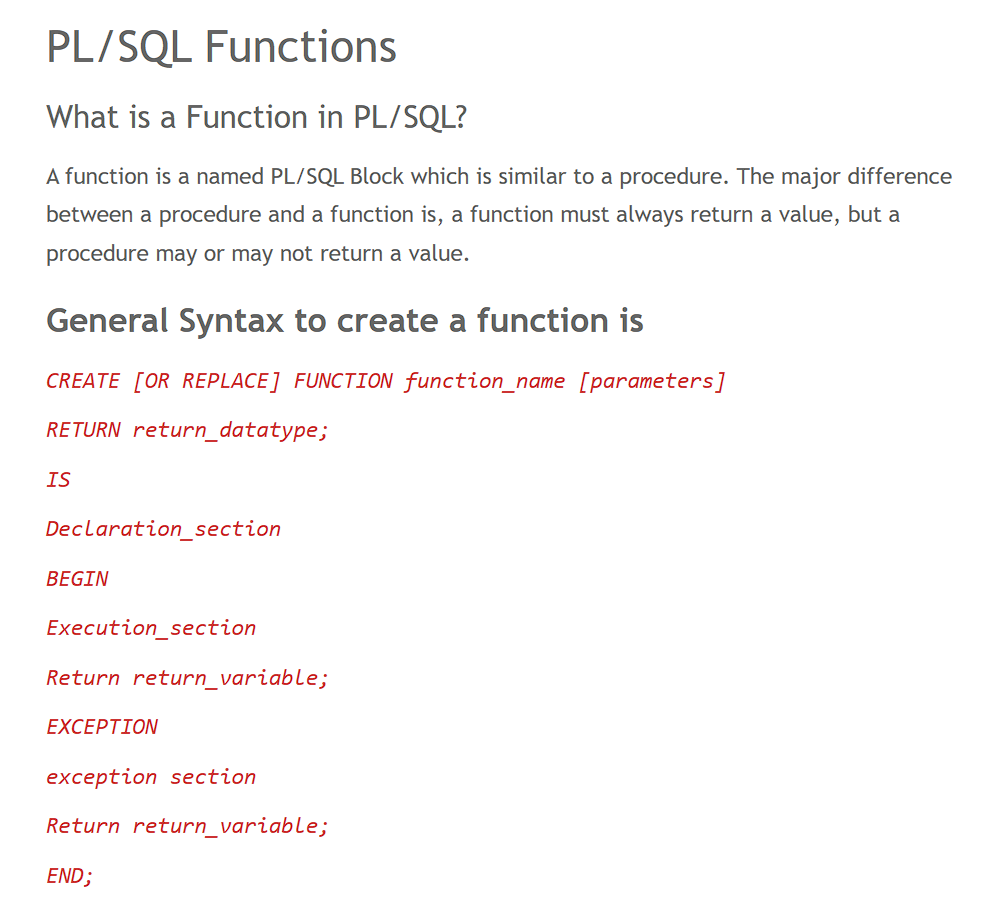 PL/SQL Functions
What is a Function in PL/SQL?
A function is a named PL/SQL Block which is similar to a procedure. The major difference
between a procedure and a function is, a function must always return a value, but a
procedure may or may not return a value.
General Syntax to create a function is
CREATE [OR REPLACE] FUNCTION function_name [parameters]
RETURN return_datatype;
IS
Declaration_section
BEGIN
Execution_section
Return return_variable;
EXCEPTION
exception section
Return return_variable;
END;